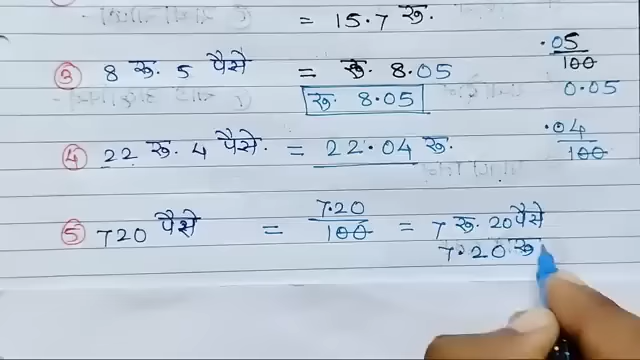 = 15.7 रू.
③ 8 रू. 5 पैसे = रू. 8.05
रू. 8.05
.05
100
0.05
④ 22 रू. 4 पैसे. = 22.04 रू.
.04
100
⑤ 720 पैसे = 7.20 = 7 रू. 20 पैसे
100
7.20 रू